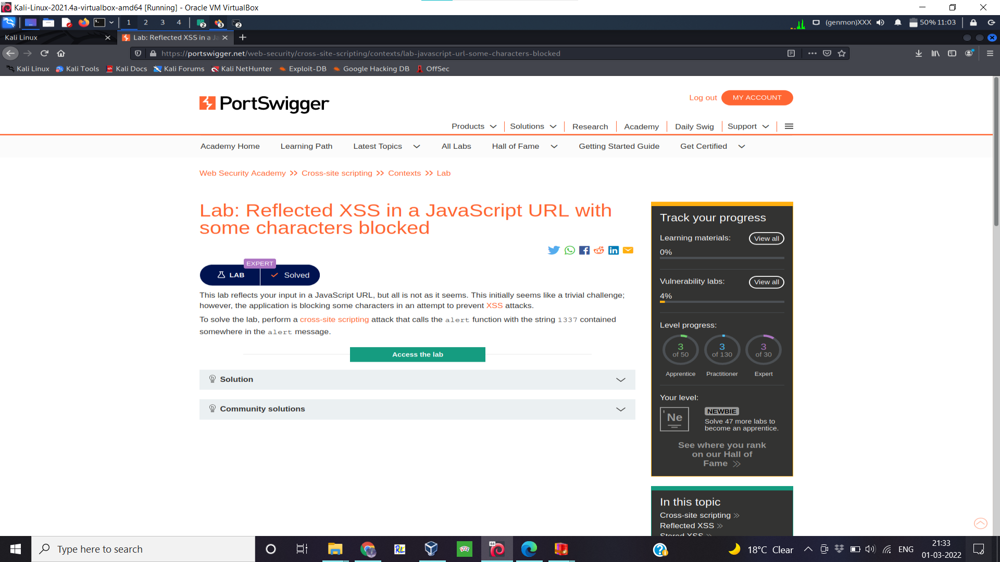 Kali-Linux-2021.4a-virtualbox-amd64 [Running] - Oracle VM VirtualBox
1 2 3 4 2 3 2 (genmon)XXX 50% 11:03
Kali Linux
Lab: Reflected XSS in a Ja
https://portswigger.net/web-security/cross-site-scripting/contexts/lab-javascript-url-some-characters-blocked
Kali Linux Kali Tools Kali Docs Kali Forums Kali NetHunter Exploit-DB Google Hacking DB OffSec
PortSwigger
Log out MY ACCOUNT
Products Solutions Research Academy Daily Swig Support
Academy Home Learning Path Latest Topics All Labs Hall of Fame Getting Started Guide Get Certified
Web Security Academy >> Cross-site scripting >> Contexts >> Lab
Lab: Reflected XSS in a JavaScript URL with
some characters blocked
EXPERT
LAB Solved
This lab reflects your input in a JavaScript URL, but all is not as it seems. This initially seems like a trivial challenge;
however, the application is blocking some characters in an attempt to prevent XSS attacks.
To solve the lab, perform a cross-site scripting attack that calls the alert function with the string 1337 contained
somewhere in the alert message.
Access the lab
Solution
Community solutions
Track your progress
Learning materials: View all
0%
Vulnerability labs: View all
4%
Level progress:
3 3 3
of 50 of 130 of 30
Apprentice Practitioner Expert
Your level:
Ne
NEWBIE
Solve 47 more labs to
become an apprentice.
See where you rank
on our Hall of
Fame >>
In this topic
Cross-site scripting >>
Reflected XSS >>
Stored XSS >>
Type here to search
RL
64
18°C Clear
ENG
21:33
01-03-2022